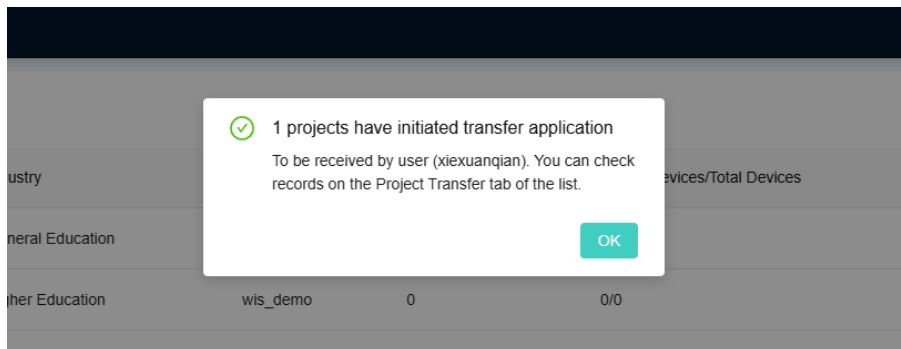 1 projects have initiated transfer application
To be received by user (xiexuanqian). You can check
records on the Project Transfer tab of the list.
ustry
evices/Total Devices
OK
neral Education
her Education wis_demo 0 0/0